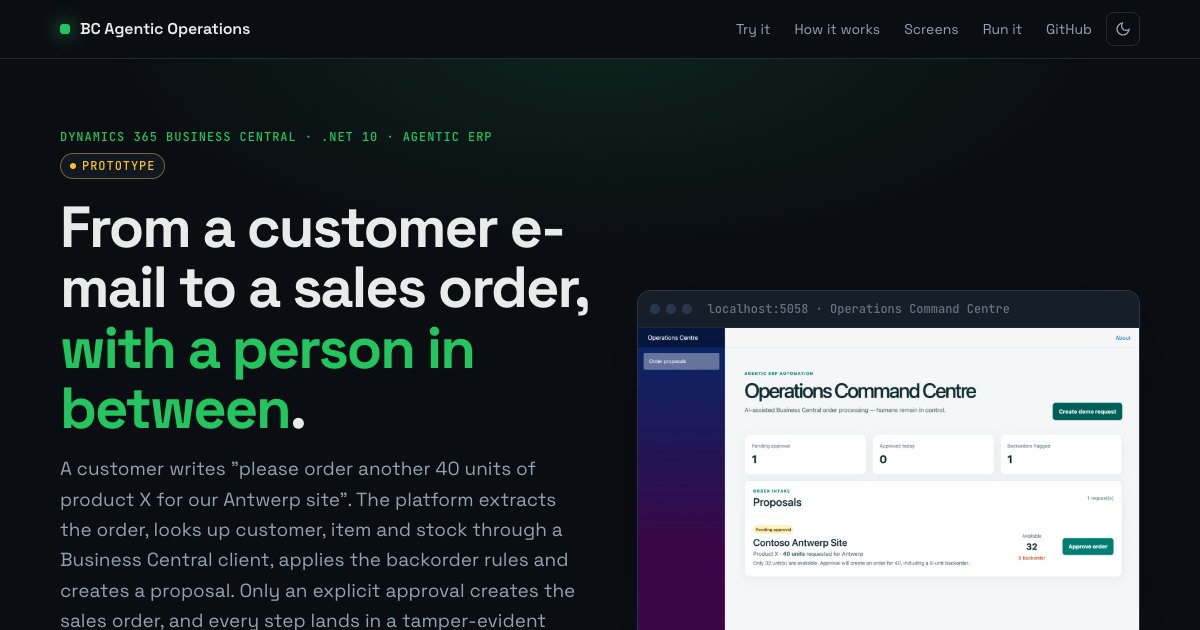 BC Agentic Operations
Try it
How it works
Screens
Run it
GitHub
DYNAMICS 365 BUSINESS CENTRAL · .NET 10 · AGENTIC ERP
PROTOTYPE
From a customer e-
mail to a sales order,
with a person in
between.
A customer writes "please order another 40 units of
product X for our Antwerp site". The platform extracts
the order, looks up customer, item and stock through a
Business Central client, applies the backorder rules and
creates a proposal. Only an explicit approval creates the
sales order, and every step lands in a tamper-evident
localhost:5058 · Operations Command Centre
Operations Centre
About
Order proposals
AGENTIC ERP AUTOMATION
Operations Command Centre
AI-assisted Business Central order processing — humans remain in control.
Create demo request
Pending approval
1
Approved today
0
Backorders flagged
1
ORDER INTAKE
Proposals
1 request(s)
Pending approval
Contoso Antwerp Site
Product X · 40 units requested for Antwerp
Only 32 unit(s) are available. Approval will create an order for 40, including a 8-unit backorder.
Available
32
8 backorder
Approve order